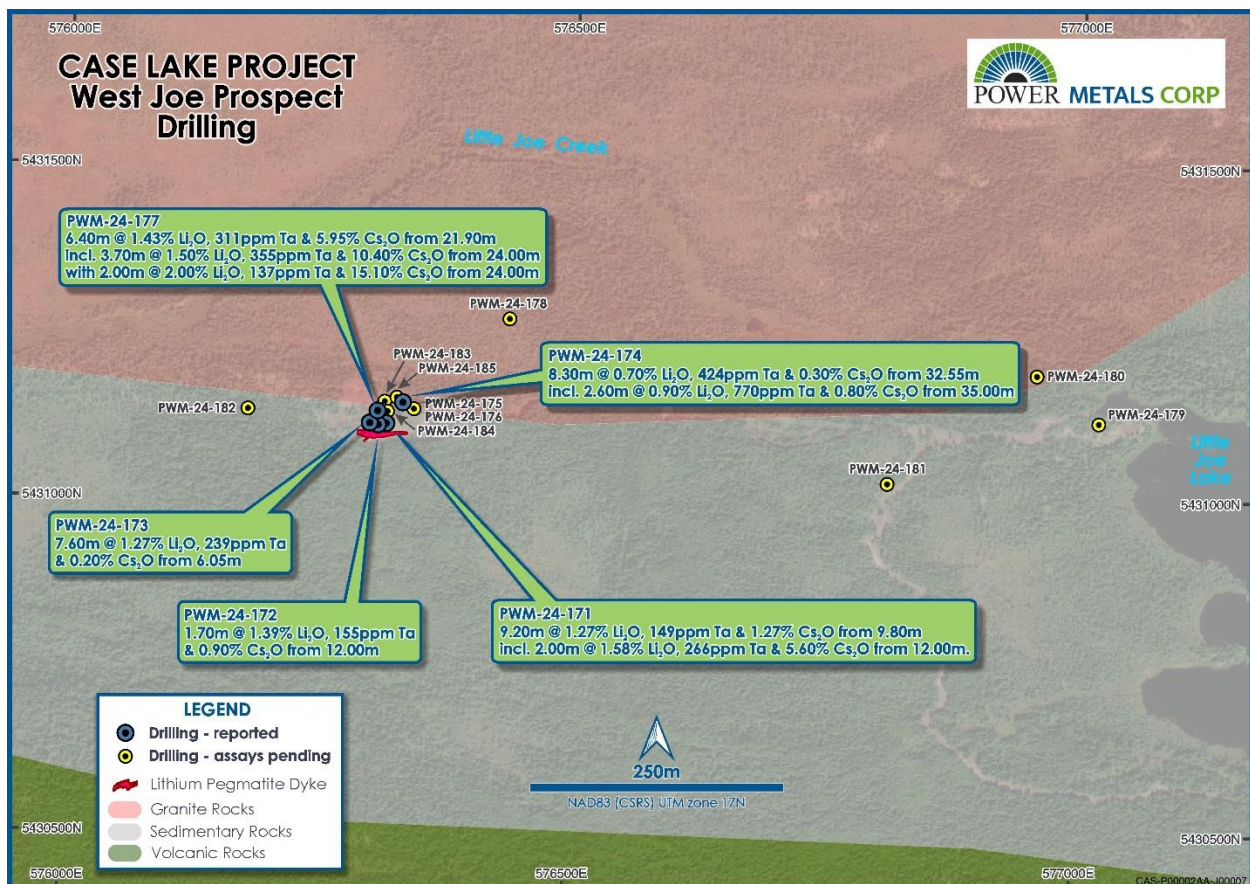 576000E
576500E
577000E
CASE LAKE PROJECT
West Joe Prospect
Drilling
POWER METALS CORP
Little Joe Creek
5431500N
5431500N
PWM-24-177
6.40m @ 1.43% Li₂O, 311ppm Ta & 5.95% Cs₂O from 21.90m
incl. 3.70m @ 1.50% Li₂O, 355ppm Ta & 10.40% Cs₂O from 24.00m
with 2.00m @ 2.00% Li₂O, 137ppm Ta & 15.10% Cs₂O from 24.00m
PWM-24-178
PWM-24-183
PWM-24-185
PWM-24-174
8.30m @ 0.70% Li₂O, 424ppm Ta & 0.30% Cs₂O from 32.55m
incl. 2.60m @ 0.90% Li₂O, 770ppm Ta & 0.80% Cs₂O from 35.00m
PWM-24-180
PWM-24-182
PWM-24-175
PWM-24-176
PWM-24-184
PWM-24-179
Little
Joe
Lake
PWM-24-181
5431000N
5431000N
PWM-24-173
7.60m @ 1.27% Li₂O, 239ppm Ta
& 0.20% Cs₂O from 6.05m
PWM-24-172
1.70m @ 1.39% Li₂O, 155ppm Ta
& 0.90% Cs₂O from 12.00m
PWM-24-171
9.20m @ 1.27% Li₂O, 149ppm Ta & 1.27% Cs₂O from 9.80m
incl. 2.00m @ 1.58% Li₂O, 266ppm Ta & 5.60% Cs₂O from 12.00m.
LEGEND
Drilling - reported
Drilling - assays pending
Lithium Pegmatite Dyke
Granite Rocks
Sedimentary Rocks
Volcanic Rocks
250m
NAD83 (CSRS) UTM zone 17N
5430500N
5430500N
576000E
576500E
577000E
CAS-P00002AA-J00007